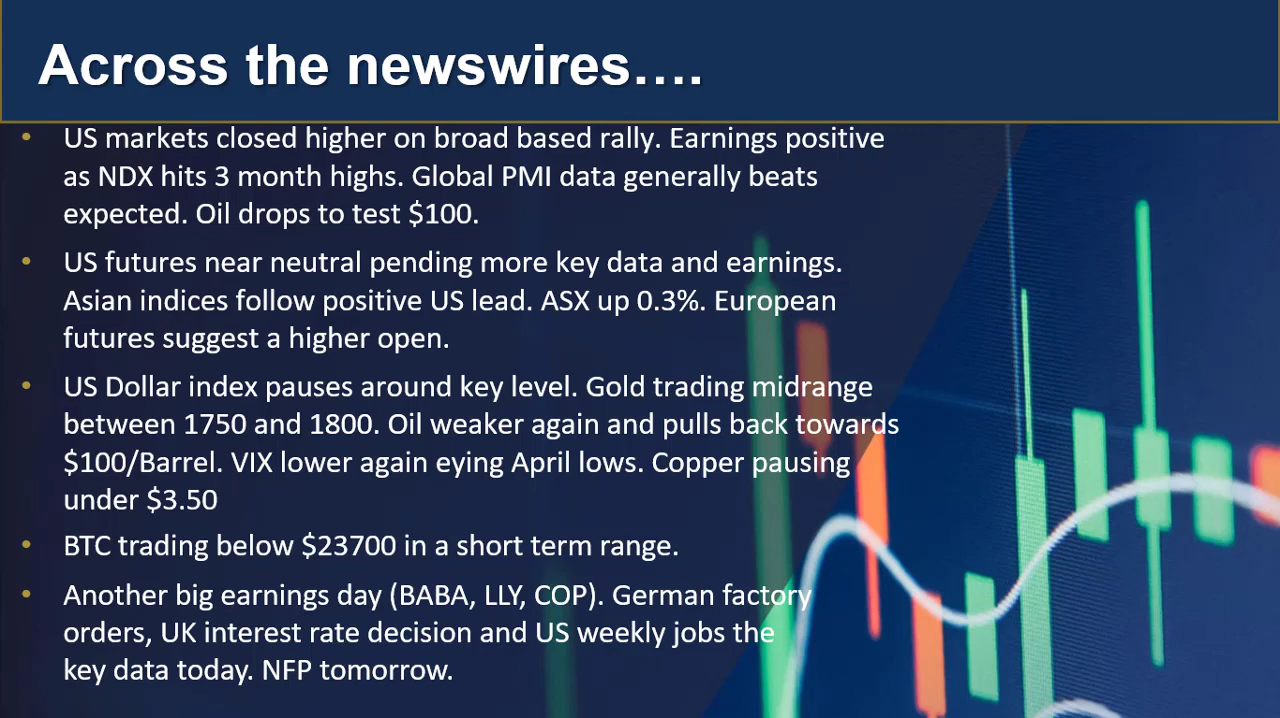 Across the newswires….
US markets closed higher on broad based rally. Earnings positive
as NDX hits 3 month highs. Global PMI data generally beats
expected. Oil drops to test $100.
US futures near neutral pending more key data and earnings.
Asian indices follow positive US lead. ASX up 0.3%. European
futures suggest a higher open.
US Dollar index pauses around key level. Gold trading midrange
between 1750 and 1800. Oil weaker again and pulls back towards
$100/Barrel. VIX lower again eying April lows. Copper pausing
under $3.50
BTC trading below $23700 in a short term range.
Another big earnings day (BABA, LLY, COP). German factory
orders, UK interest rate decision and US weekly jobs the
key data today. NFP tomorrow.